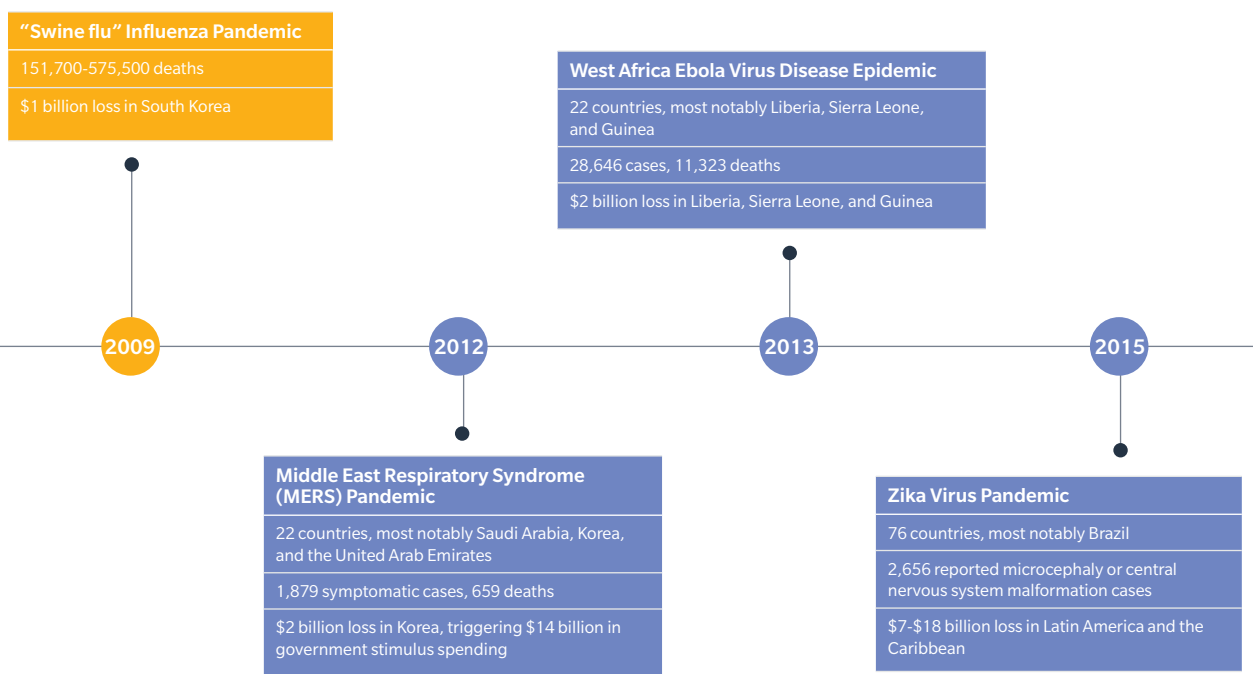 “Swine flu” Influenza Pandemic
151,700-575,500 deaths
$1 billion loss in South Korea
West Africa Ebola Virus Disease Epidemic
22 countries, most notably Liberia, Sierra Leone,
and Guinea
28,646 cases, 11,323 deaths
$2 billion loss in Liberia, Sierra Leone, and Guinea
2009
2012
2013
2015
Middle East Respiratory Syndrome
(MERS) Pandemic
22 countries, most notably Saudi Arabia, Korea,
and the United Arab Emirates
1,879 symptomatic cases, 659 deaths
$2 billion loss in Korea, triggering $14 billion in
government stimulus spending
Zika Virus Pandemic
76 countries, most notably Brazil
2,656 reported microcephaly or central
nervous system malformation cases
$7-$18 billion loss in Latin America and the
Caribbean